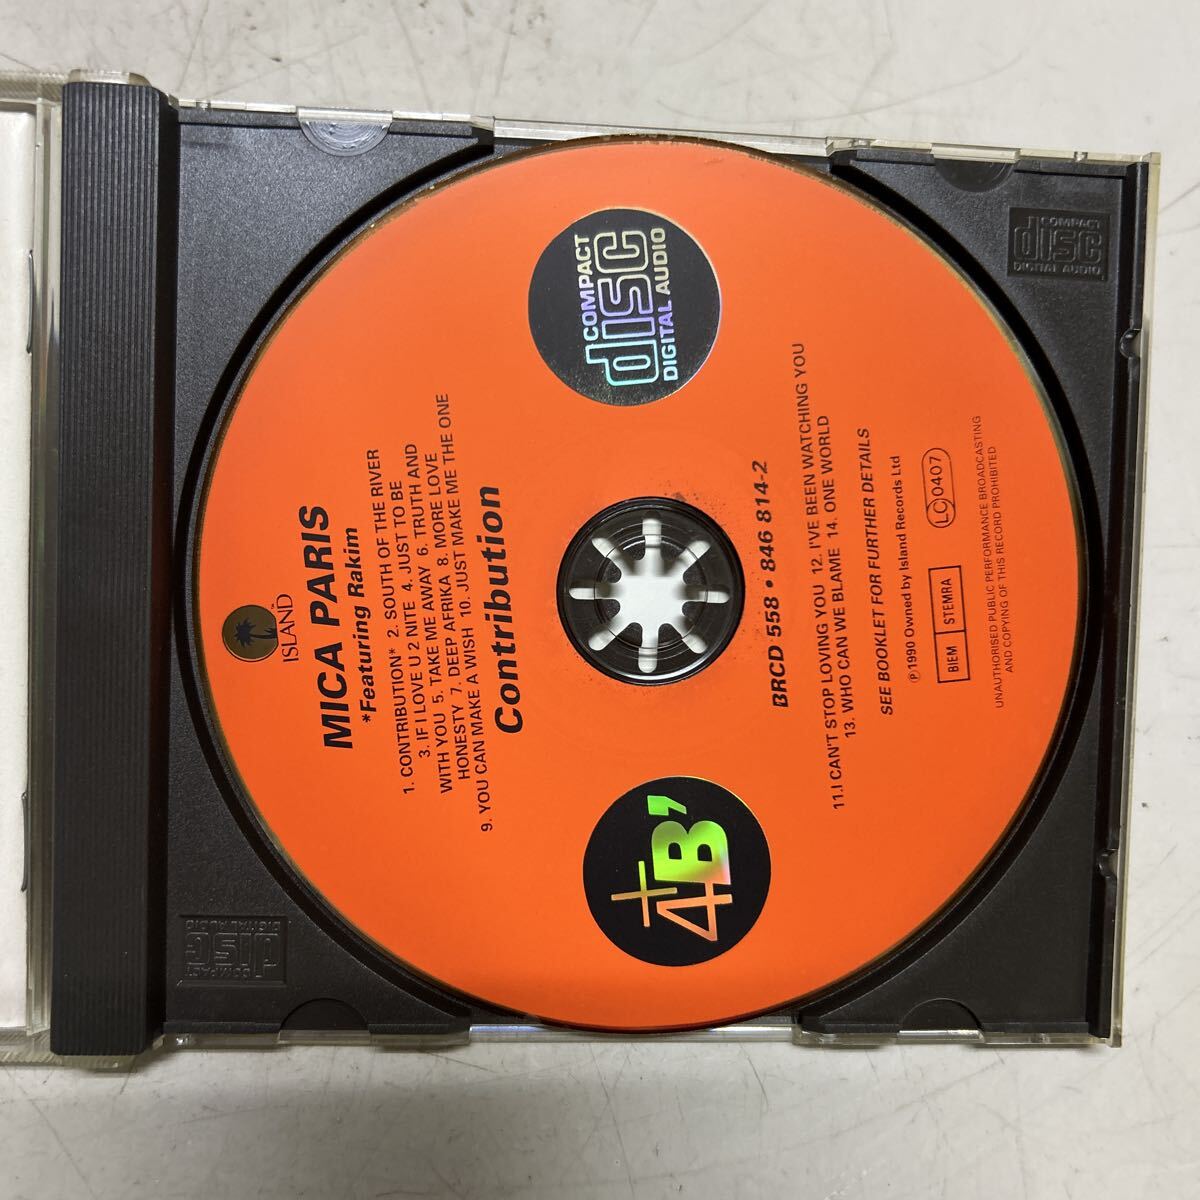 ISLAND™
MICA PARIS
*Featuring Rakim
1. CONTRIBUTION* 2. SOUTH OF THE RIVER
3. IF I LOVE U 2 NITE 4. JUST TO BE
WITH YOU 5. TAKE ME AWAY 6. TRUTH AND
HONESTY 7. DEEP AFRIKA 8. MORE LOVE
9. YOU CAN MAKE A WISH 10. JUST MAKE ME THE ONE
Contribution
4B'
COMPACT
disc
DIGITAL AUDIO
BRCD 558 • 846 814-2
11.I CAN'T STOP LOVING YOU 12. I'VE BEEN WATCHING YOU
13. WHO CAN WE BLAME 14. ONE WORLD
SEE BOOKLET FOR FURTHER DETAILS
℗1990 Owned by Island Records Ltd
BIEM STEMRA
LC 0407
UNAUTHORISED PUBLIC PERFORMANCE BROADCASTING
AND COPYING OF THIS RECORD PROHIBITED
COMPACT
disc
DIGITAL AUDIO
COMPACT
disc
DIGITAL AUDIO